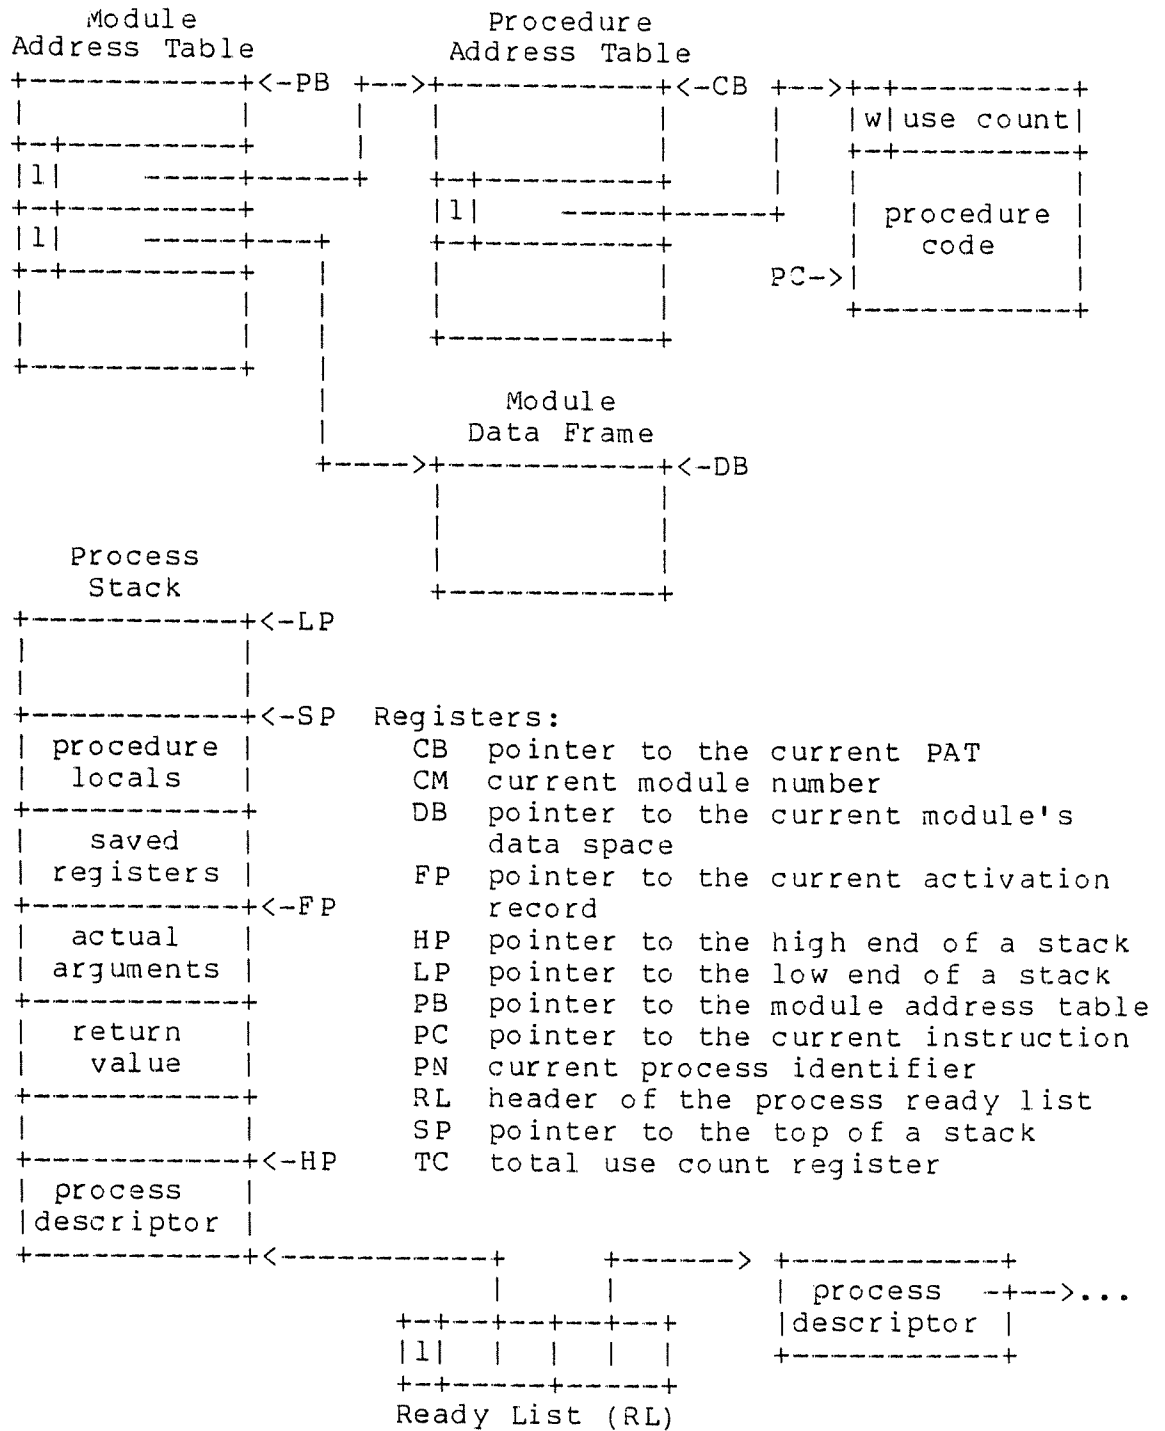 Module Procedure
Address Table Address Table
+------------+<-PB +-->+------------+<-CB +-->+-+----------+
| | | | | | |w|use count|
+-+----------+ | | | | +-+----------+
|l| -----+------+ +-+----------+ | | |
+-+----------+ |l| -----+------+ | procedure |
|l| -----+----+ +-+----------+ | code |
+-+----------+ | | | PC->| |
| | | | | +------------+
| | | +------------+
+------------+ |
| Module
| Data Frame
+----->+------------+<-DB
| |
| |
Process | |
Stack +------------+
+------------+<-LP
| |
| |
+------------+<-SP Registers:
| procedure | CB pointer to the current PAT
| locals | CM current module number
+------------+ DB pointer to the current module's
| saved | data space
| registers | FP pointer to the current activation
+------------+<-FP record
| actual | HP pointer to the high end of a stack
| arguments | LP pointer to the low end of a stack
+------------+ PB pointer to the module address table
| return | PC pointer to the current instruction
| value | PN current process identifier
+------------+ RL header of the process ready list
| | SP pointer to the top of a stack
+------------+<-HP TC total use count register
| process |
|descriptor |
+------------+<------------+ +------> +------------+
| | | process -+-->...
+-+--+--+--+--+ |descriptor |
|l| | | | | +------------+
+-+-----+-----+
Ready List (RL)